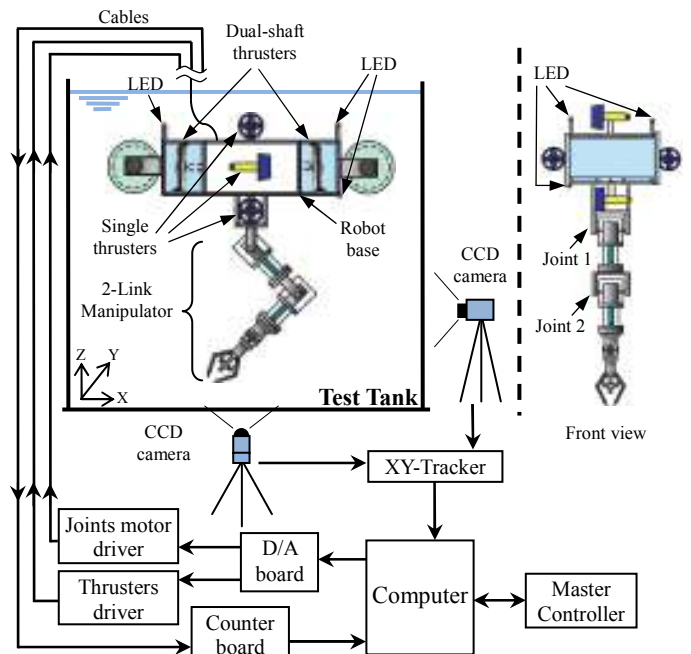 Cables
Dual-shaft
thrusters
LED
LED
LED
Single
thrusters
Robot
base
2-Link
Manipulator
CCD
camera
Joint 1
Joint 2
Z
Y
X
Test Tank
Front view
CCD
camera
XY-Tracker
Joints motor
driver
D/A
board
Thrusters
driver
Computer
Master
Controller
Counter
board